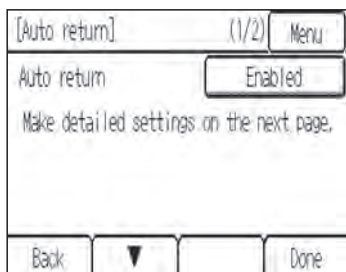 [Auto return] (1/2) Menu
Auto return Enabled
Make detailed settings on the next page.
Back ▼ Done